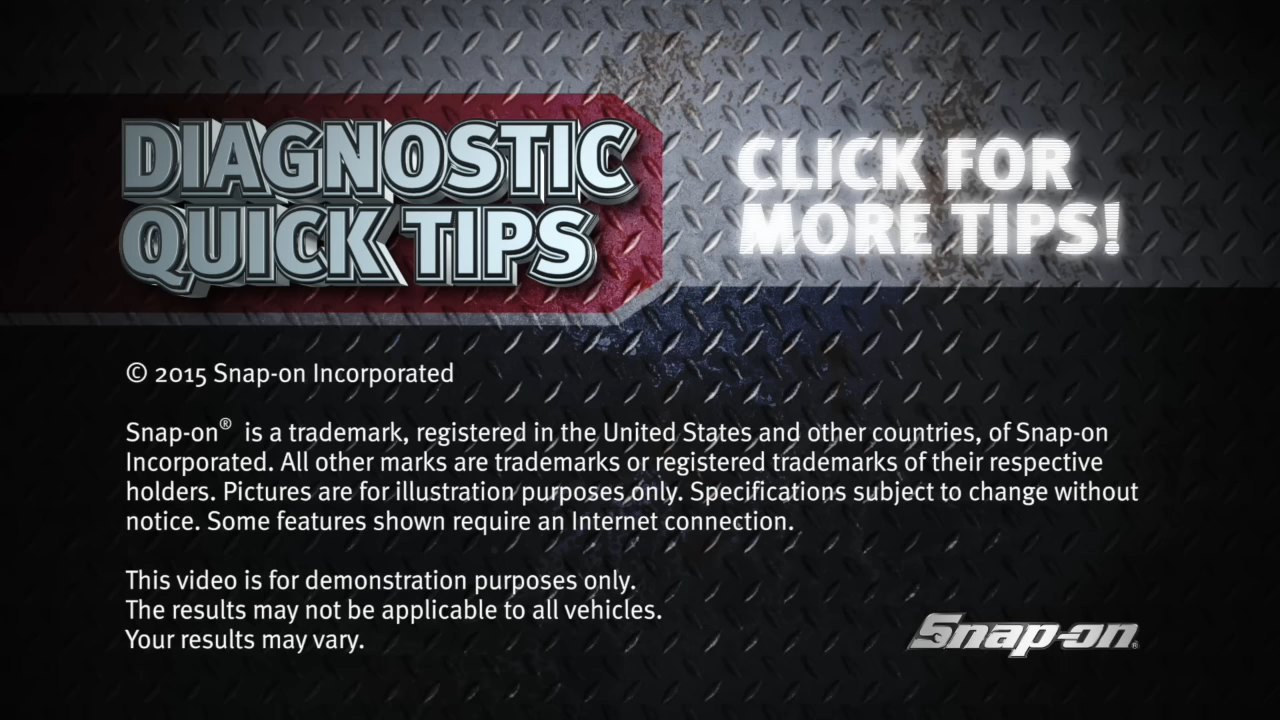 DIAGNOSTIC
QUICK TIPS
CLICK FOR
MORE TIPS!
© 2015 Snap-on Incorporated
Snap-on® is a trademark, registered in the United States and other countries, of Snap-on
Incorporated. All other marks are trademarks or registered trademarks of their respective
holders. Pictures are for illustration purposes only. Specifications subject to change without
notice. Some features shown require an Internet connection.
This video is for demonstration purposes only.
The results may not be applicable to all vehicles.
Your results may vary.
Snap-on®